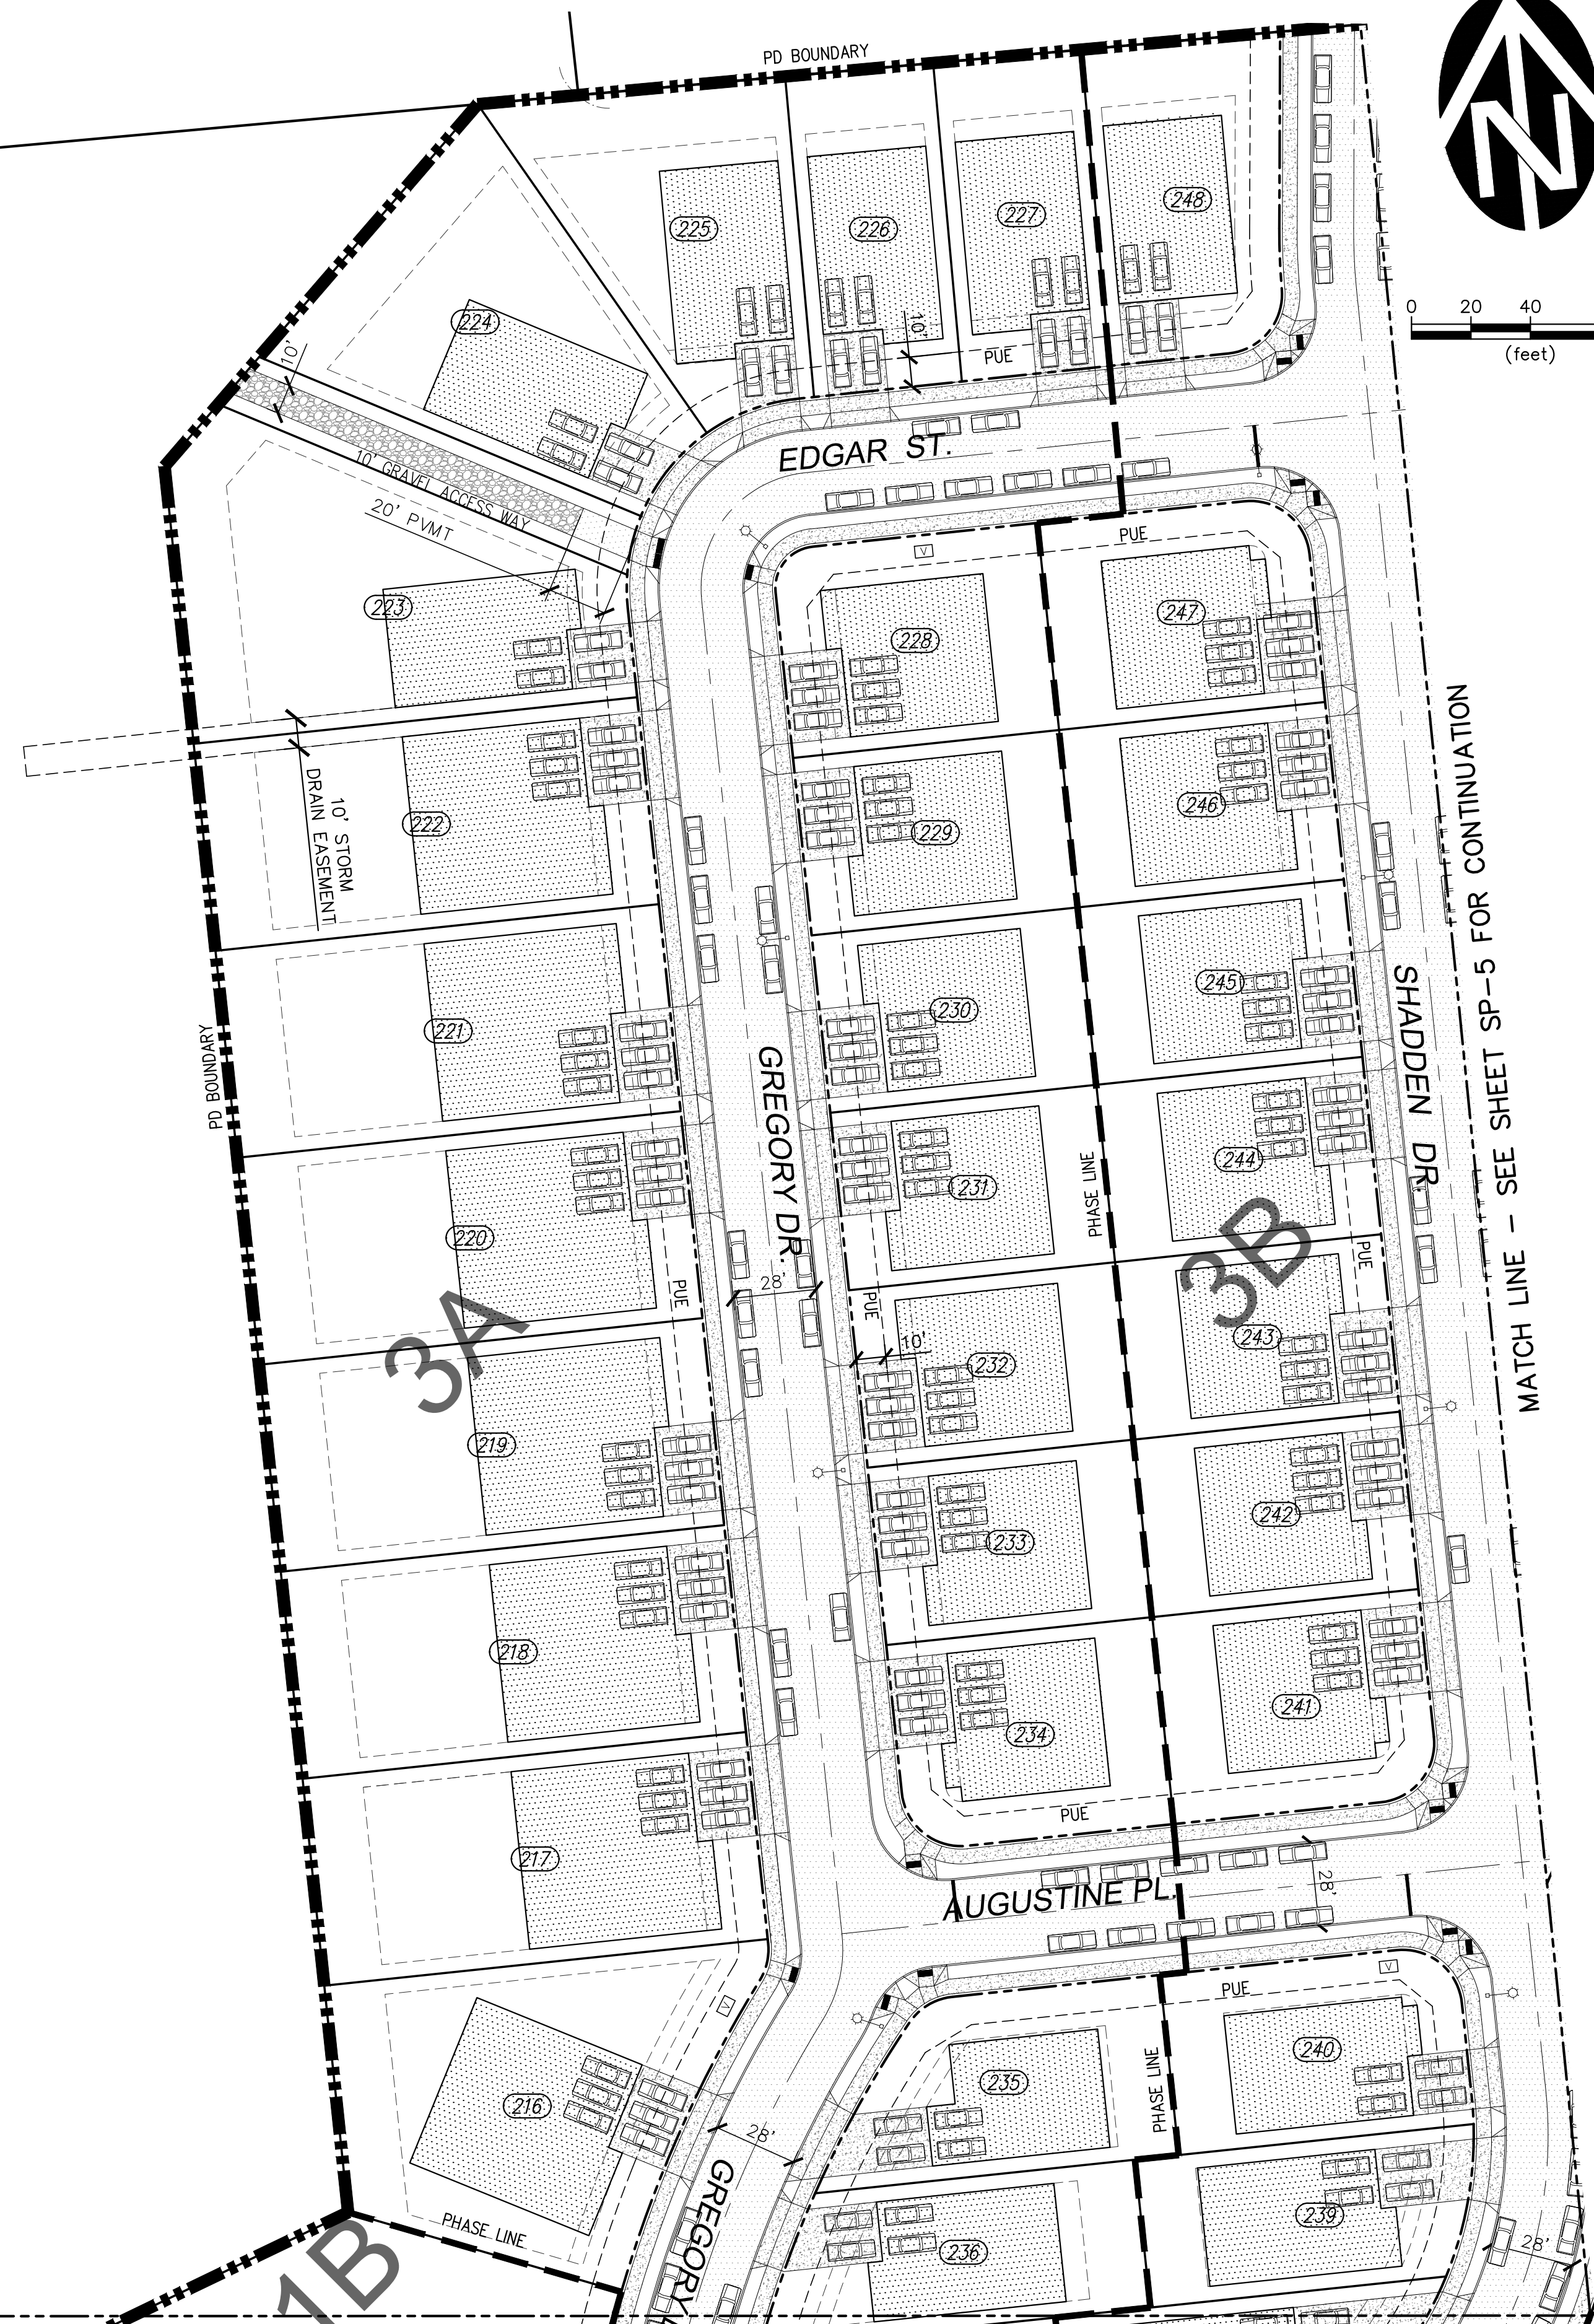 PD BOUNDARY
N
0 20 40
(feet)
225
226
227
248
224
10'
10'
PUE
EDGAR ST.
10' GRAVEL ACCESS WAY
20' PVMT
PUE
V
223
228
247
10' STORM
DRAIN EASEMENT
222
229
246
MATCH LINE - SEE SHEET SP-5 FOR CONTINUATION
221
230
245
SHADDEN DR.
PD BOUNDARY
GREGORY DR.
220
231
244
PHASE LINE
3A
3B
PUE
28'
PUE
PUE
10'
219
232
243
218
233
242
217
234
241
PUE
AUGUSTINE PL.
28'
V
PUE
V
216
235
240
PHASE LINE
28'
GREGORY
PHASE LINE
1B
236
239
28'